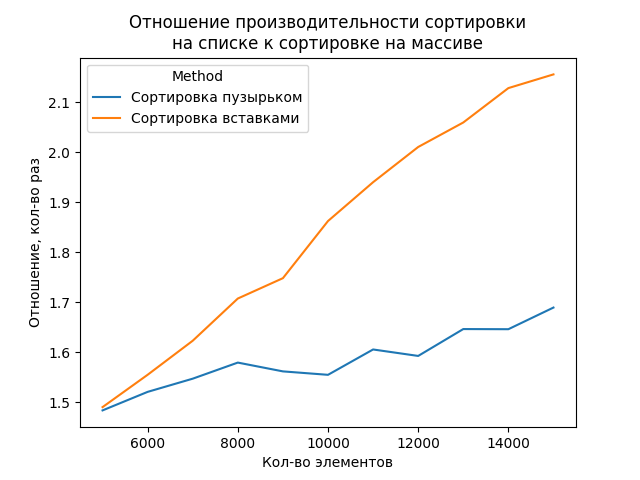 Отношение производительности сортировки
на списке к сортировке на массиве
Method
Сортировка пузырьком
Сортировка вставками
Отношение, кол-во раз
2.1
2.0
1.9
1.8
1.7
1.6
1.5
6000
8000
10000
12000
14000
Кол-во элементов